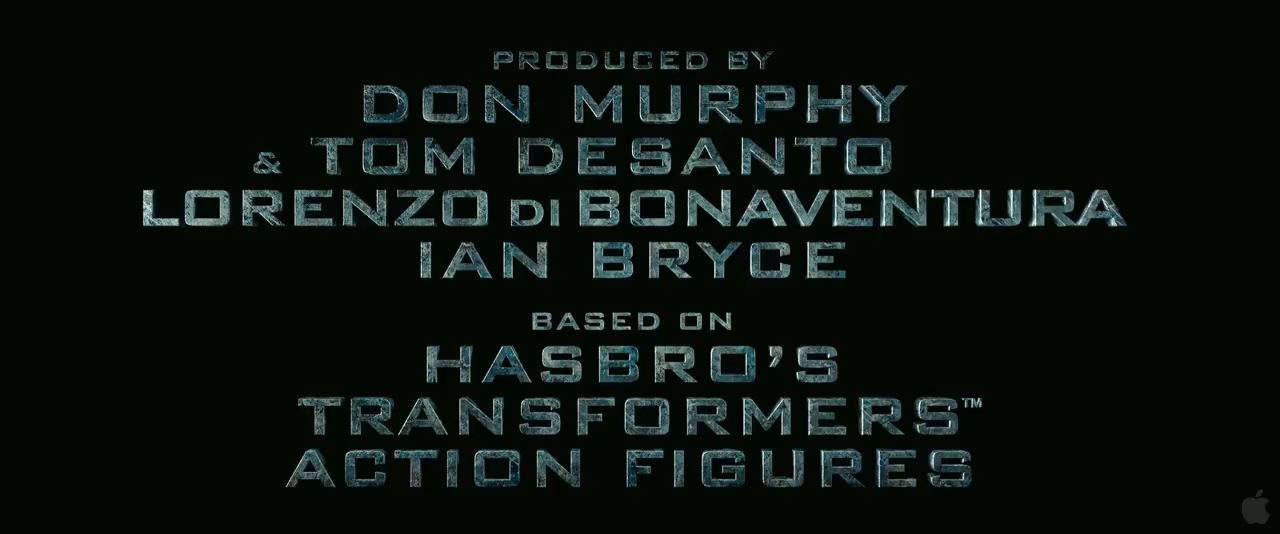 PRODUCED BY
DON MURPHY
& TOM DESANTO
LORENZO DI BONAVENTURA
IAN BRYCE
BASED ON
HASBRO'S
TRANSFORMERS™
ACTION FIGURES